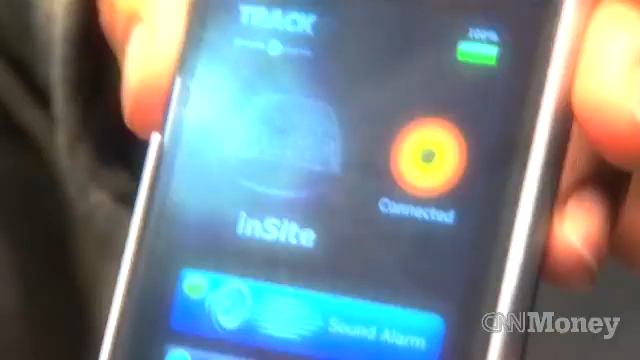 TRACK
100%
Connected
inSite
Sound Alarm
CNNMoney